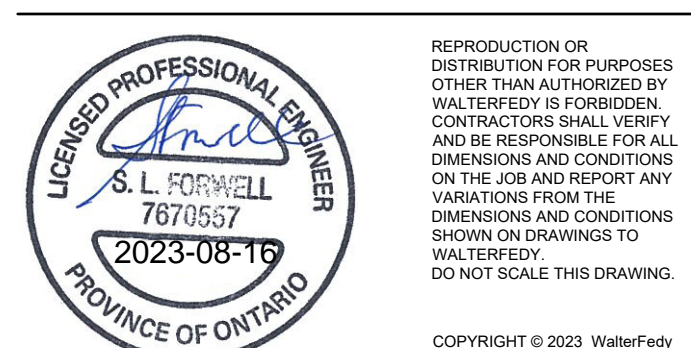 LICENSED PROFESSIONAL ENGINEER
S. L. FORWELL
7670557
2023-08-16
PROVINCE OF ONTARIO
REPRODUCTION OR
DISTRIBUTION FOR PURPOSES
OTHER THAN AUTHORIZED BY
WALTERFEDY IS FORBIDDEN.
CONTRACTORS SHALL VERIFY
AND BE RESPONSIBLE FOR ALL
DIMENSIONS AND CONDITIONS
ON THE JOB AND REPORT ANY
VARIATIONS FROM THE
DIMENSIONS AND CONDITIONS
SHOWN ON DRAWINGS TO
WALTERFEDY.
DO NOT SCALE THIS DRAWING.
COPYRIGHT © 2023 WalterFedy